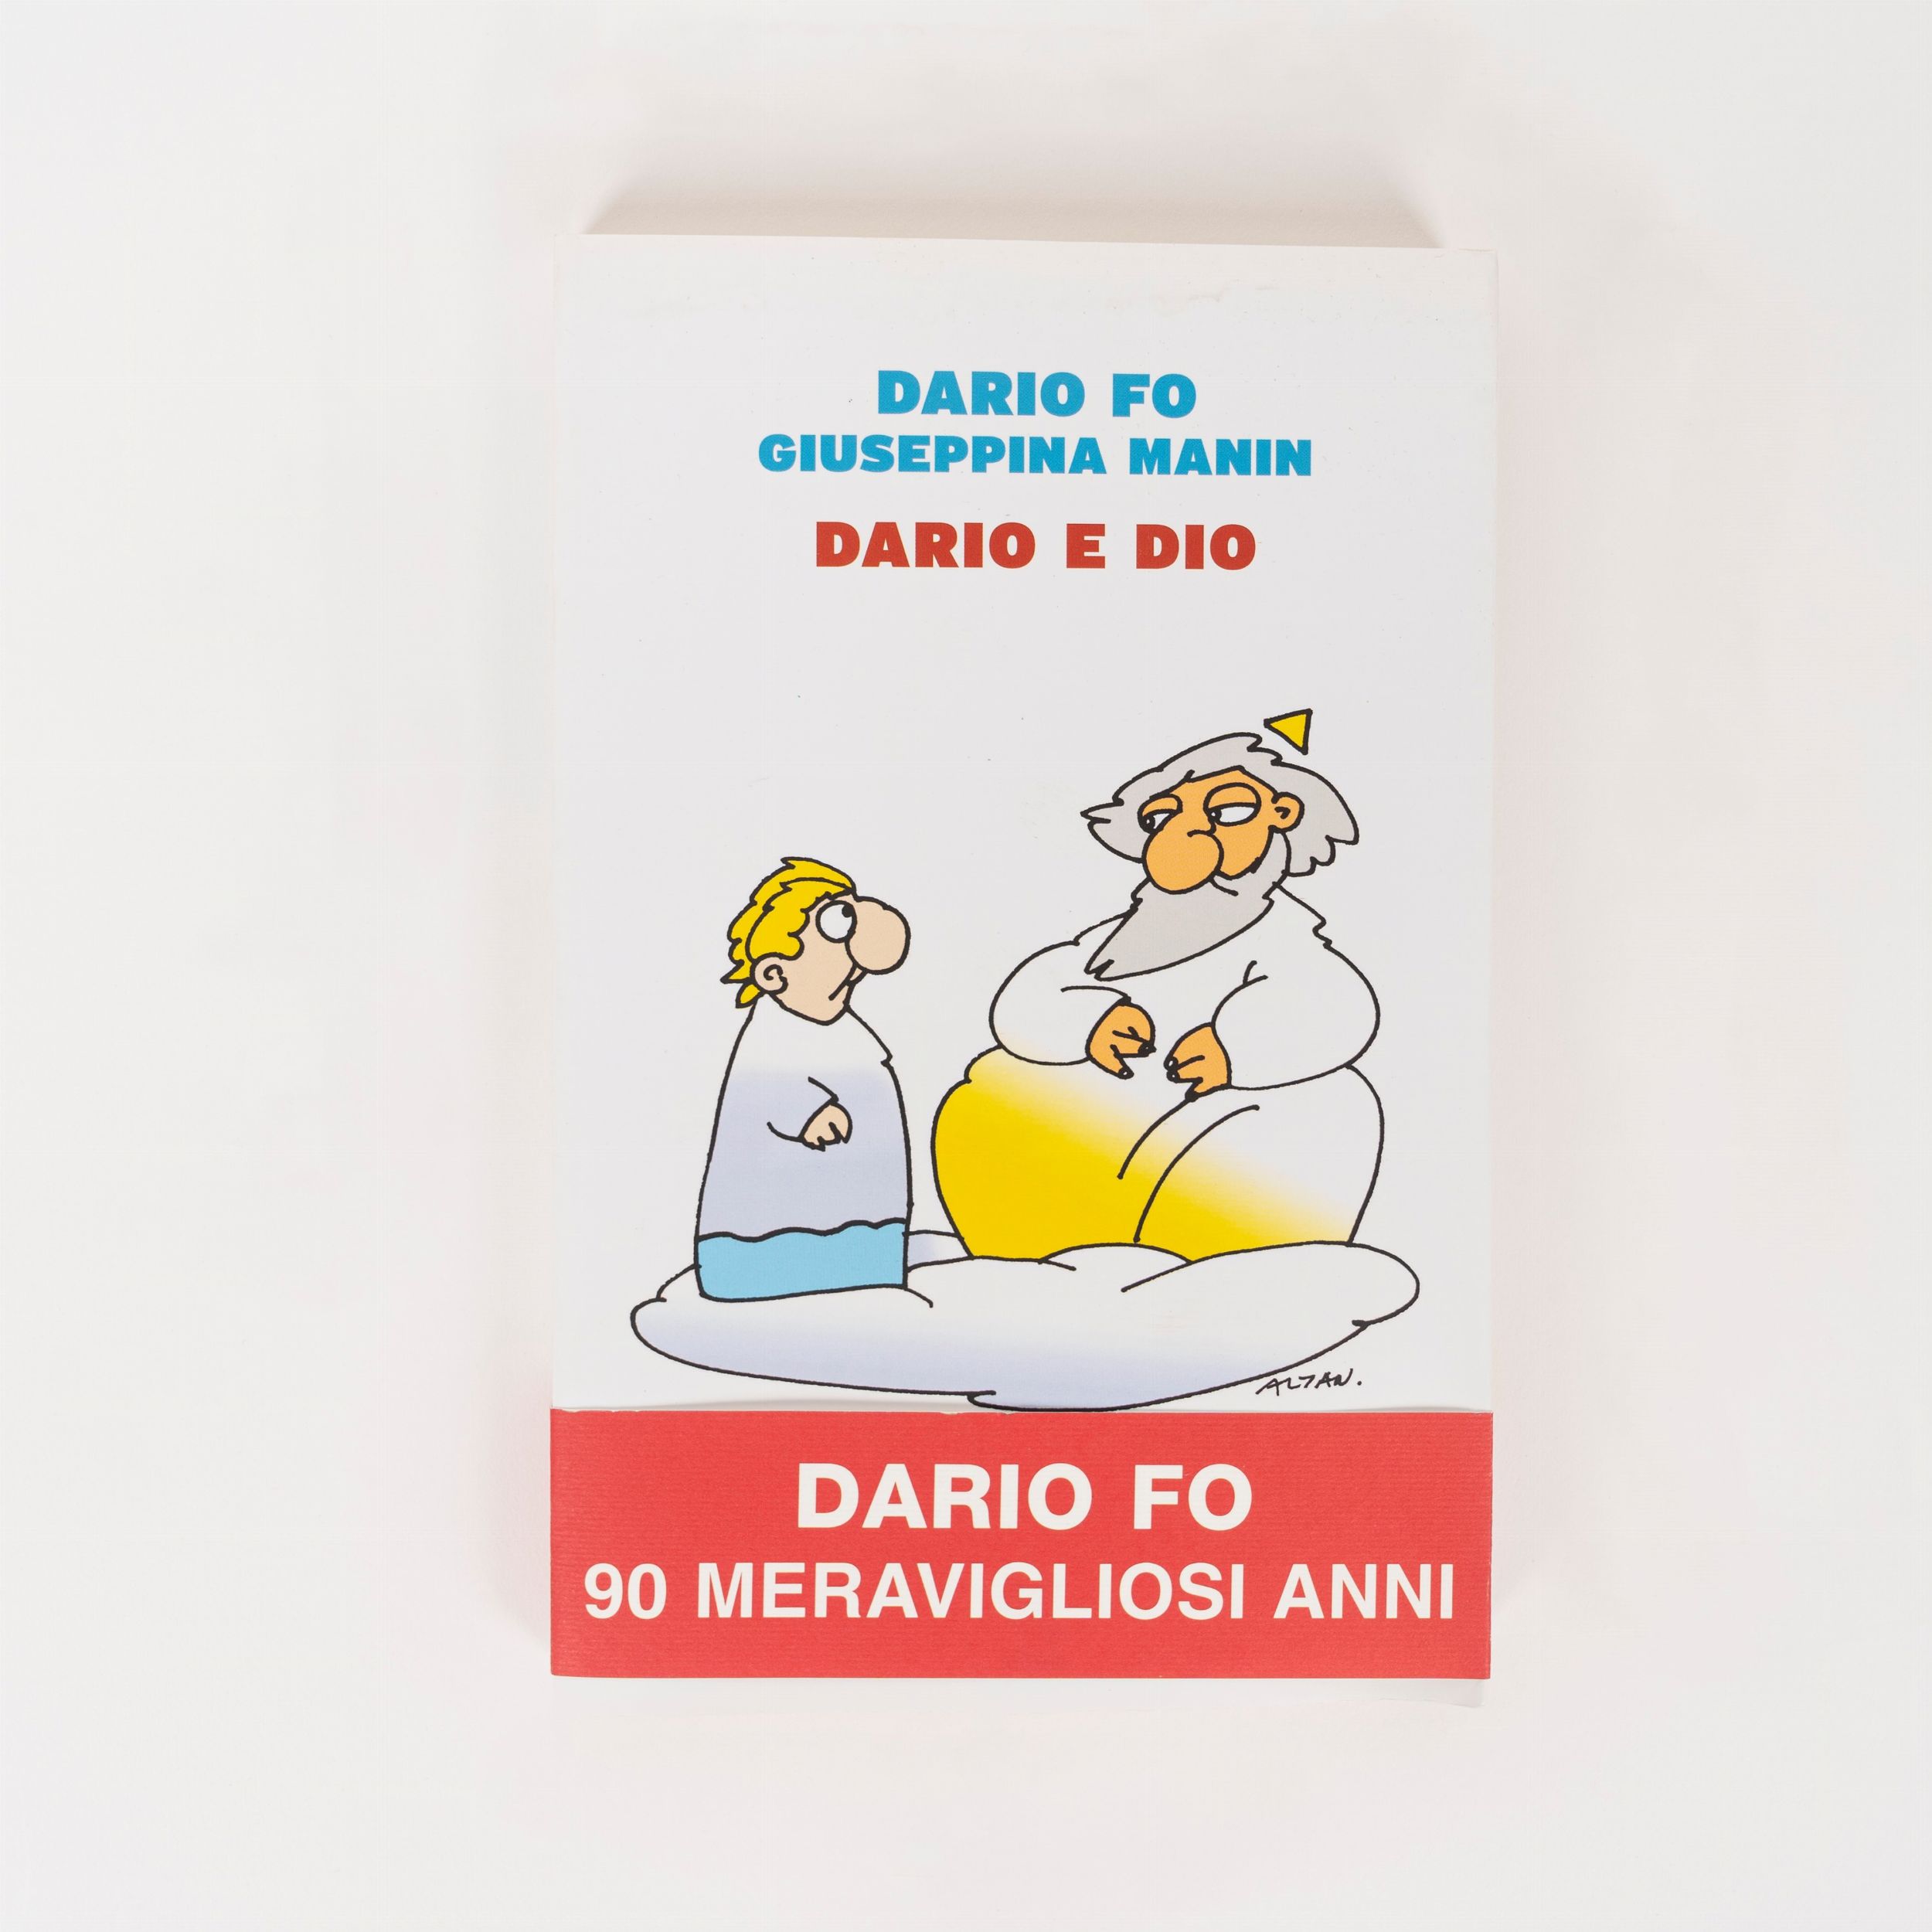 DARIO FO
GIUSEPPINA MANIN
DARIO E DIO
ALTAN.
DARIO FO
90 MERAVIGLIOSI ANNI